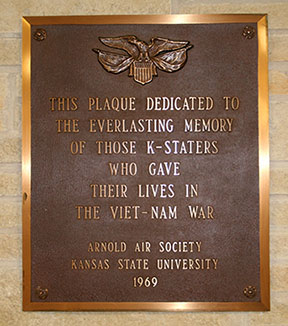 THIS PLAQUE DEDICATED TO
THE EVERLASTING MEMORY
OF THOSE K-STATERS
WHO GAVE
THEIR LIVES IN
THE VIET-NAM WAR
ARNOLD AIR SOCIETY
KANSAS STATE UNIVERSITY
1969